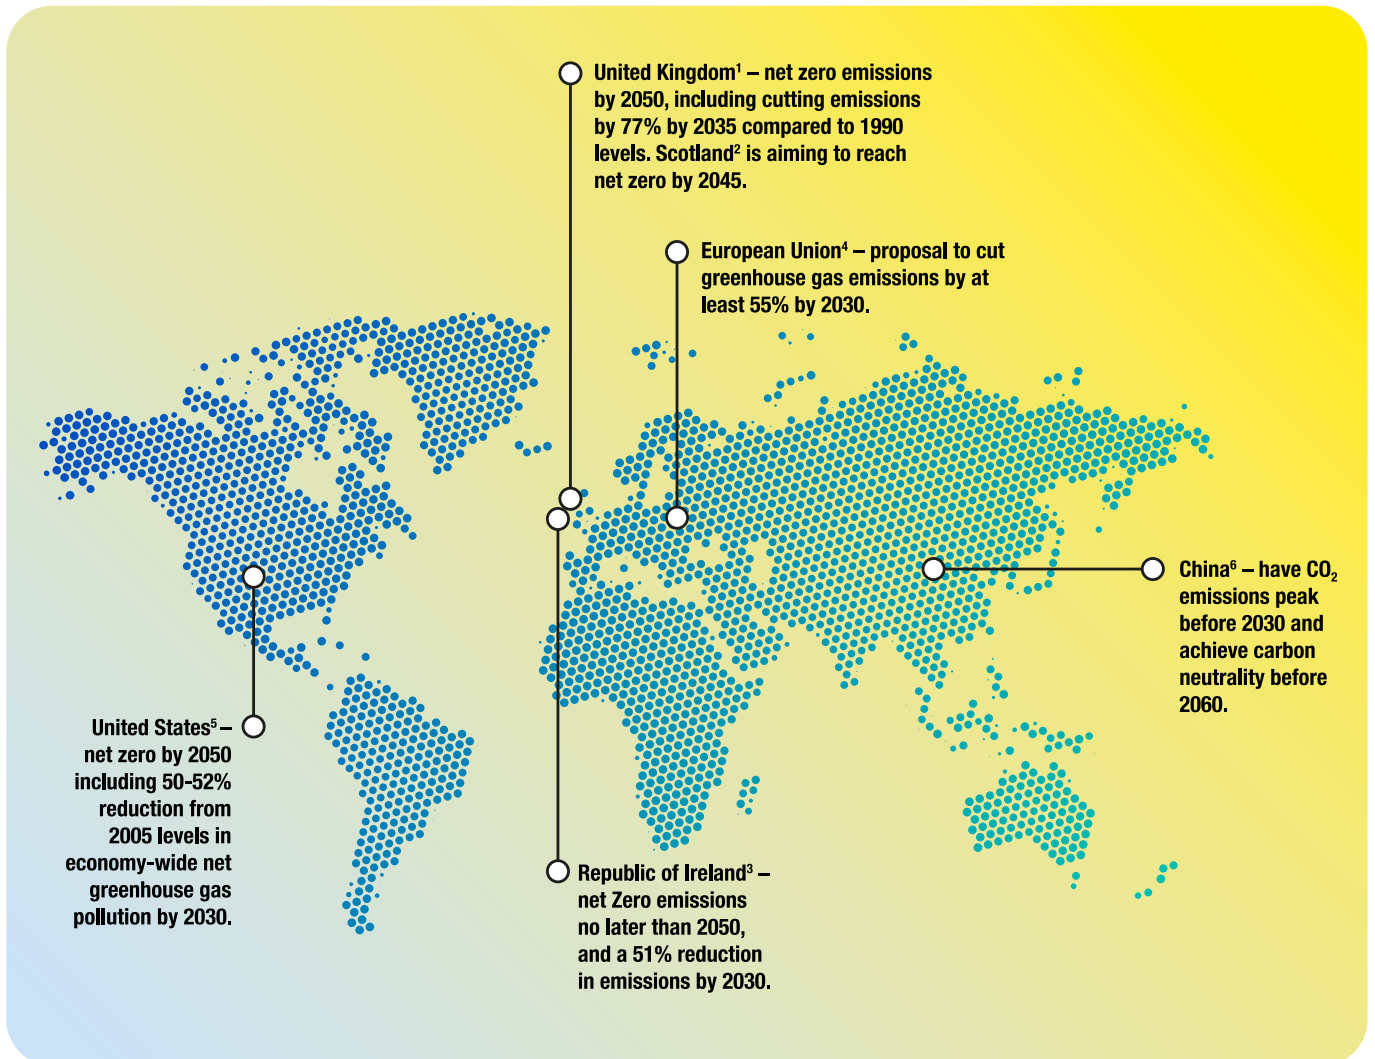 United Kingdom¹ – net zero emissions
by 2050, including cutting emissions
by 77% by 2035 compared to 1990
levels. Scotland² is aiming to reach
net zero by 2045.
European Union⁴ – proposal to cut
greenhouse gas emissions by at
least 55% by 2030.
China⁶ – have CO₂
emissions peak
before 2030 and
achieve carbon
neutrality before
2060.
United States⁵ –
net zero by 2050
including 50-52%
reduction from
2005 levels in
economy-wide net
greenhouse gas
pollution by 2030.
Republic of Ireland³ –
net Zero emissions
no later than 2050,
and a 51% reduction
in emissions by 2030.